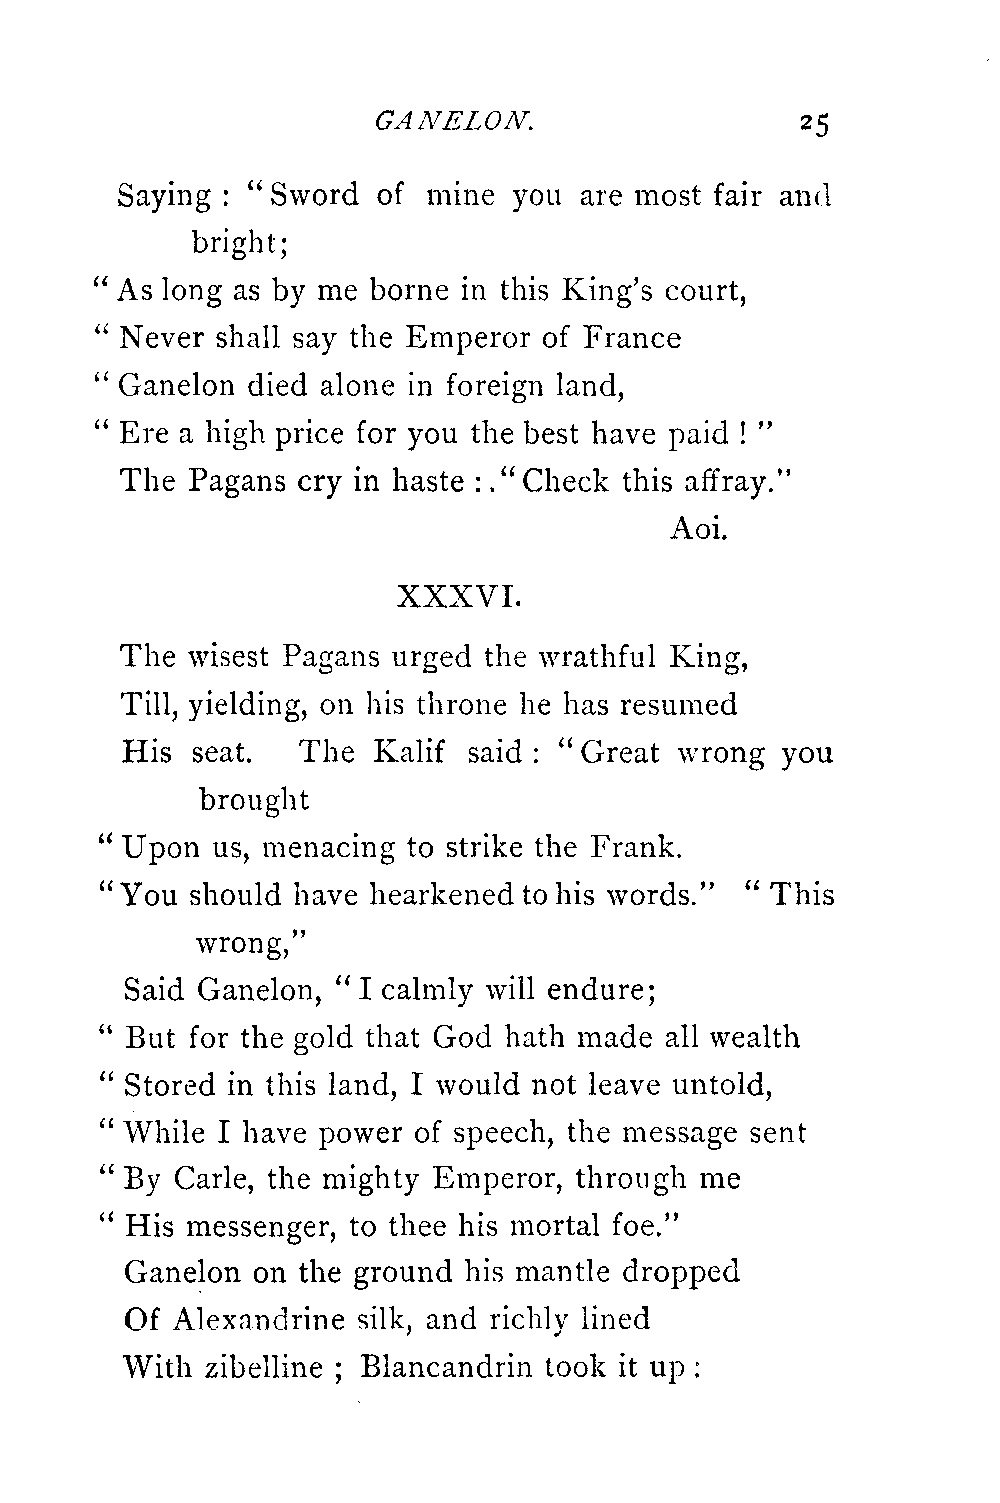 GANELON. 25
Saying : “ Sword of mine you are most fair and
bright;
“ As long as by me borne in this King's court,
“ Never shall say the Emperor of France
“ Ganelon died alone in foreign land,
“ Ere a high price for you the best have paid ! ”
The Pagans cry in haste :. “ Check this affray.”
Aoi.
XXXVI.
The wisest Pagans urged the wrathful King,
Till, yielding, on his throne he has resumed
His seat. The Kalif said : “ Great wrong you
brought
“ Upon us, menacing to strike the Frank.
“ You should have hearkened to his words.” “ This
wrong,”
Said Ganelon, “ I calmly will endure;
“ But for the gold that God hath made all wealth
“ Stored in this land, I would not leave untold,
“ While I have power of speech, the message sent
“ By Carle, the mighty Emperor, through me
“ His messenger, to thee his mortal foe.”
Ganelon on the ground his mantle dropped
Of Alexandrine silk, and richly lined
With zibelline ; Blancandrin took it up :